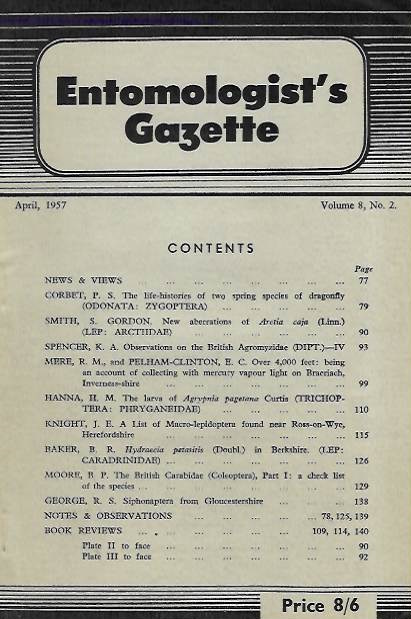 Entomologist's
Gazette
April, 1957 Volume 8, No. 2.
CONTENTS
Page
NEWS & VIEWS ... ... ... ... ... ... ... 77
CORBET, P. S. The life-histories of two spring species of dragonfly
(ODONATA: ZYGOPTERA) ... ... ... ... ... 79
SMITH, S. GORDON. New aberrations of Arctia caja (Linn.)
(LEP: ARCTIIDAE) ... ... ... ... ... ... 90
SPENCER, K. A. Observations on the British Agromyzidae (DIPT.)—IV 93
MERE, R. M., and PELHAM-CLINTON, E. C. Over 4,000 feet: being
an account of collecting with mercury vapour light on Braeriach,
Inverness-shire ... ... ... ... ... ... 99
HANNA, H. M. The larva of Agrypnia pagetana Curtis (TRICHOP-
TERA: PHRYGANEIDAE) ... ... ... ... ... 110
KNIGHT, J. E. A List of Macro-lepidoptera found near Ross-on-Wye,
Herefordshire ... ... ... ... ... ... 115
BAKER, B. R. Hydraecia petasitis (Doubl.) in Berkshire. (LEP:
CARADRINIDAE) ... ... ... ... ... ... 126
MOORE, B. P. The British Carabidae (Coleoptera), Part I: a check list
of the species ... ... ... ... ... ... 129
GEORGE, R. S. Siphonaptera from Gloucestershire ... ... 138
NOTES & OBSERVATIONS ... ... ... 78, 125, 139
BOOK REVIEWS ... ... ... ... 109, 114, 140
Plate II to face ... ... ... ... ... 90
Plate III to face ... ... ... ... ... 92
Price 8/6